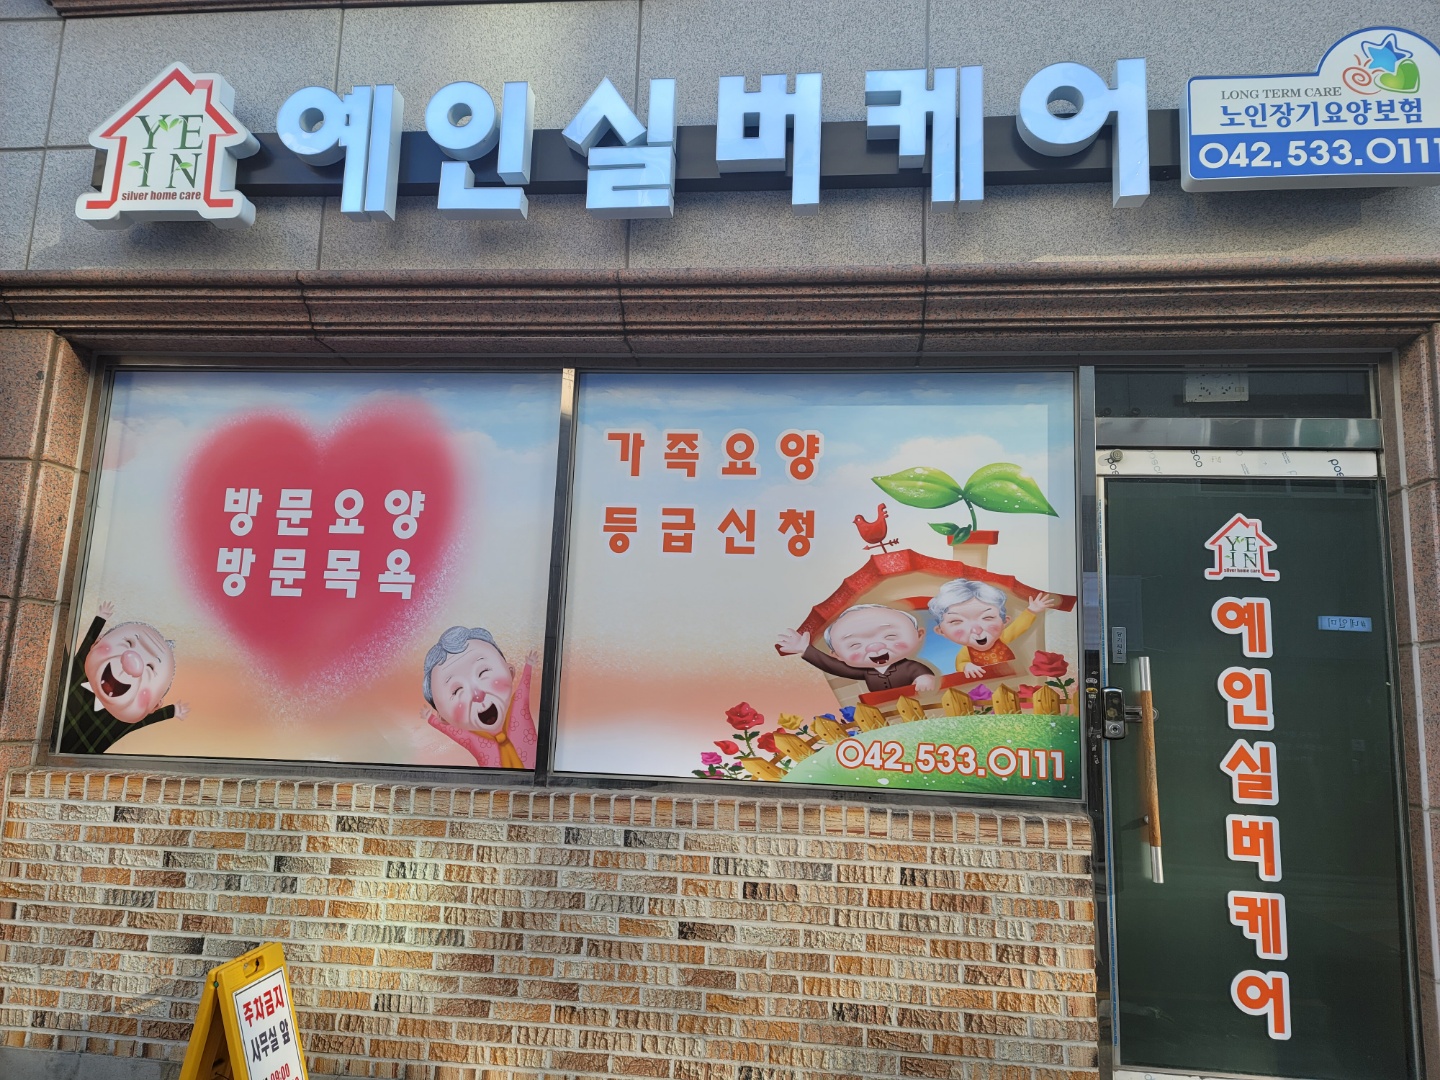 YE
IN
silver home care
예인실버케어
LONG TERM CARE
노인장기요양보험
042.533.0111
방문요양
방문목욕
가족요양
등급신청
042.533.0111
YE
IN
silver home care
예인실버케어
주차금지
사무실 앞